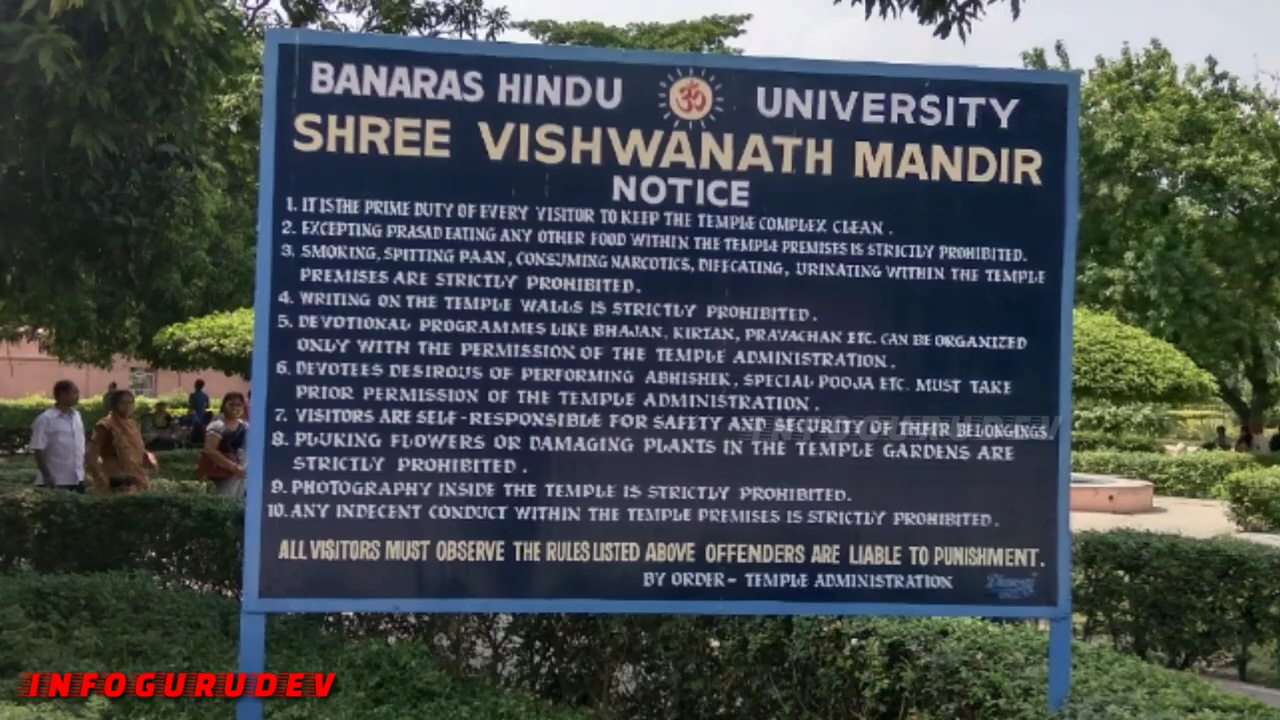 BANARAS HINDU ॐ UNIVERSITY
SHREE VISHWANATH MANDIR
NOTICE
1. IT IS THE PRIME DUTY OF EVERY VISITOR TO KEEP THE TEMPLE COMPLEX CLEAN.
2. EXCEPTING PRASAD EATING ANY OTHER FOOD WITHIN THE TEMPLE PREMISES IS STRICTLY PROHIBITED.
3. SMOKING, SPITTING PAAN, CONSUMING NARCOTICS, DIFECATING, URINATING WITHIN THE TEMPLE
PREMISES ARE STRICTLY PROHIBITED.
4. WRITING ON THE TEMPLE WALLS IS STRICTLY PROHIBITED.
5. DEVOTIONAL PROGRAMMES LIKE BHAJAN, KIRTAN, PRAVACHAN ETC. CAN BE ORGANIZED
ONLY WITH THE PERMISSION OF THE TEMPLE ADMINISTRATION.
6. DEVOTEES DESIROUS OF PERFORMING ABHISHEK, SPECIAL POOJA ETC. MUST TAKE
PRIOR PERMISSION OF THE TEMPLE ADMINISTRATION.
7. VISITORS ARE SELF-RESPONSIBLE FOR SAFETY AND SECURITY OF THEIR BELONGINGS.
INFOGURUDEV
8. PLUKING FLOWERS OR DAMAGING PLANTS IN THE TEMPLE GARDENS ARE
STRICTLY PROHIBITED.
9. PHOTOGRAPHY INSIDE THE TEMPLE IS STRICTLY PROHIBITED.
10. ANY INDECENT CONDUCT WITHIN THE TEMPLE PREMISES IS STRICTLY PROHIBITED.
ALL VISITORS MUST OBSERVE THE RULES LISTED ABOVE OFFENDERS ARE LIABLE TO PUNISHMENT.
BY ORDER- TEMPLE ADMINISTRATION
INFOGURUDEV